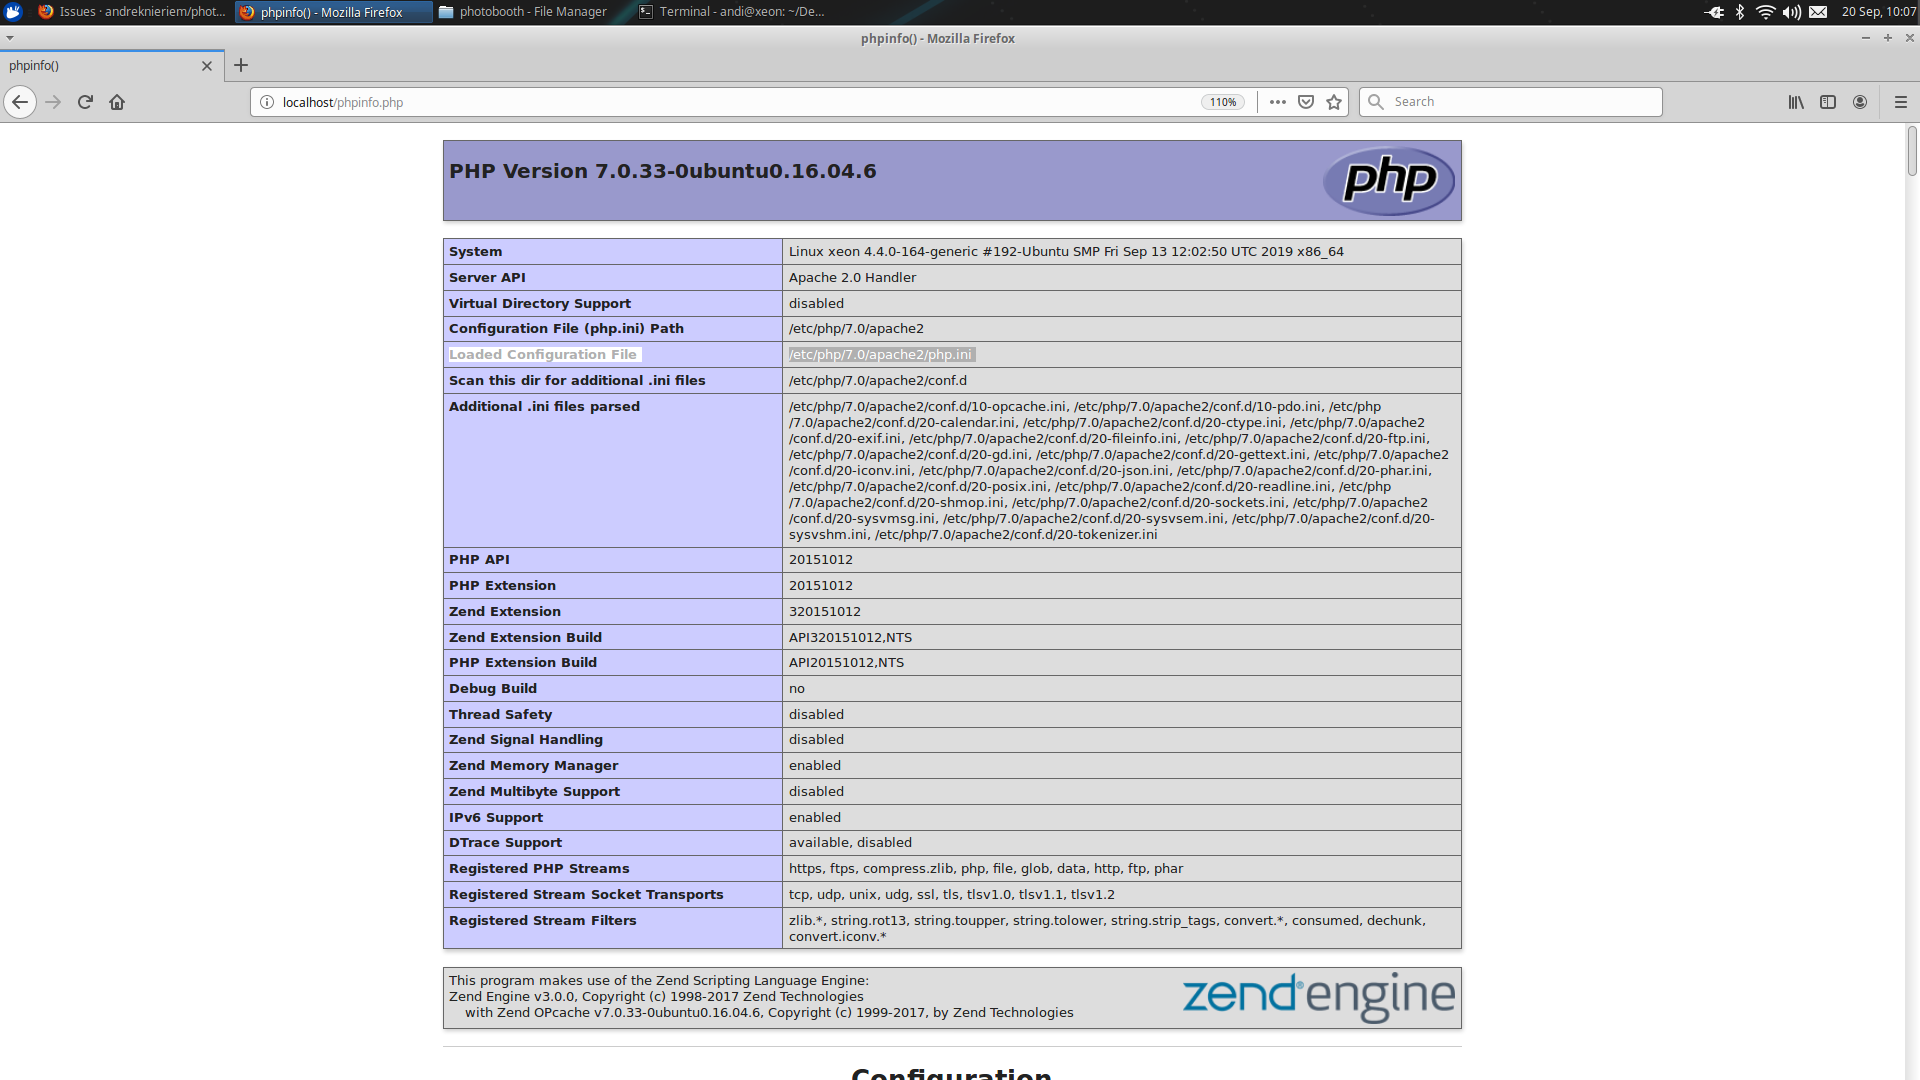 Issues · andreknieriem/phot...
phpinfo() - Mozilla Firefox
photobooth - File Manager
Terminal - andi@xeon: ~/De...
20 Sep, 10:07
phpinfo() - Mozilla Firefox
phpinfo()
localhost/phpinfo.php
110%
Search
PHP Version 7.0.33-0ubuntu0.16.04.6
php
System
Linux xeon 4.4.0-164-generic #192-Ubuntu SMP Fri Sep 13 12:02:50 UTC 2019 x86_64
Server API
Apache 2.0 Handler
Virtual Directory Support
disabled
Configuration File (php.ini) Path
/etc/php/7.0/apache2
Loaded Configuration File
/etc/php/7.0/apache2/php.ini
Scan this dir for additional .ini files
/etc/php/7.0/apache2/conf.d
Additional .ini files parsed
/etc/php/7.0/apache2/conf.d/10-opcache.ini, /etc/php/7.0/apache2/conf.d/10-pdo.ini, /etc/php
/7.0/apache2/conf.d/20-calendar.ini, /etc/php/7.0/apache2/conf.d/20-ctype.ini, /etc/php/7.0/apache2
/conf.d/20-exif.ini, /etc/php/7.0/apache2/conf.d/20-fileinfo.ini, /etc/php/7.0/apache2/conf.d/20-ftp.ini,
/etc/php/7.0/apache2/conf.d/20-gd.ini, /etc/php/7.0/apache2/conf.d/20-gettext.ini, /etc/php/7.0/apache2
/conf.d/20-iconv.ini, /etc/php/7.0/apache2/conf.d/20-json.ini, /etc/php/7.0/apache2/conf.d/20-phar.ini,
/etc/php/7.0/apache2/conf.d/20-posix.ini, /etc/php/7.0/apache2/conf.d/20-readline.ini, /etc/php
/7.0/apache2/conf.d/20-shmop.ini, /etc/php/7.0/apache2/conf.d/20-sockets.ini, /etc/php/7.0/apache2
/conf.d/20-sysvmsg.ini, /etc/php/7.0/apache2/conf.d/20-sysvsem.ini, /etc/php/7.0/apache2/conf.d/20-
sysvshm.ini, /etc/php/7.0/apache2/conf.d/20-tokenizer.ini
PHP API
20151012
PHP Extension
20151012
Zend Extension
320151012
Zend Extension Build
API320151012,NTS
PHP Extension Build
API20151012,NTS
Debug Build
no
Thread Safety
disabled
Zend Signal Handling
disabled
Zend Memory Manager
enabled
Zend Multibyte Support
disabled
IPv6 Support
enabled
DTrace Support
available, disabled
Registered PHP Streams
https, ftps, compress.zlib, php, file, glob, data, http, ftp, phar
Registered Stream Socket Transports
tcp, udp, unix, udg, ssl, tls, tlsv1.0, tlsv1.1, tlsv1.2
Registered Stream Filters
zlib.*, string.rot13, string.toupper, string.tolower, string.strip_tags, convert.*, consumed, dechunk,
convert.iconv.*
This program makes use of the Zend Scripting Language Engine:
Zend Engine v3.0.0, Copyright (c) 1998-2017 Zend Technologies
with Zend OPcache v7.0.33-0ubuntu0.16.04.6, Copyright (c) 1999-2017, by Zend Technologies
zend® engine
Configuration